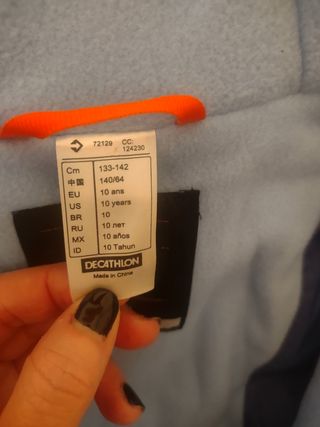 72129 CC:
124230
Cm 133-142
中国 140/64
EU 10 ans
US 10 years
BR 10
RU 10 лет
MX 10 años
ID 10 Tahun
DECATHLON
Made in China